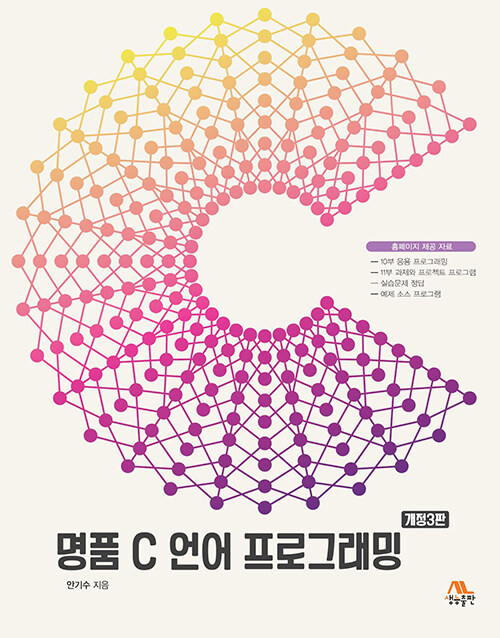 홈페이지 제공 자료
— 10부 응용 프로그래밍
— 11부 과제와 프로젝트 프로그램
— 실습문제 정답
— 예제 소스 프로그램
개정3판
명품 C 언어 프로그래밍
안기수 지음
생능출판